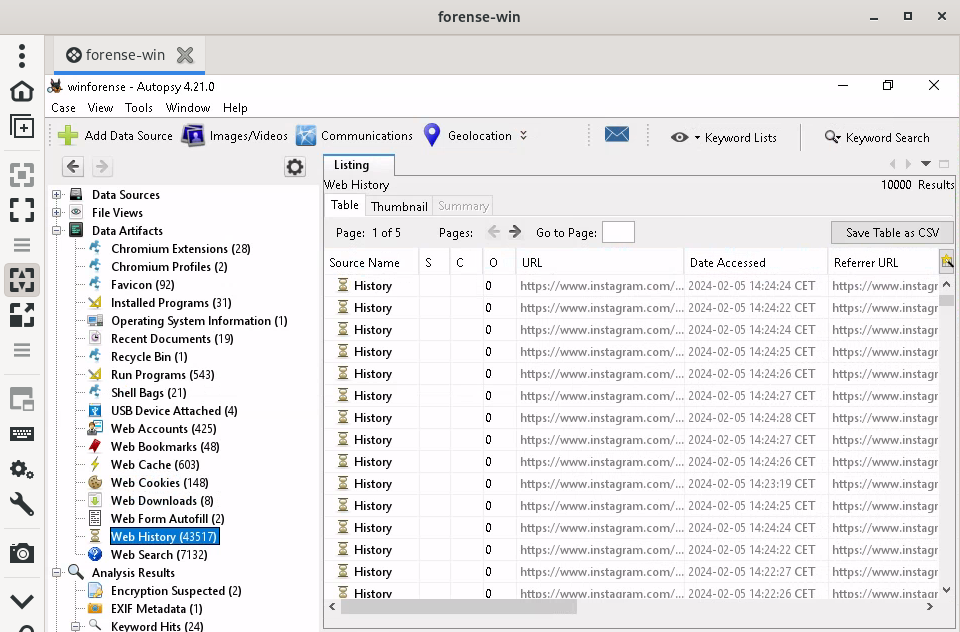 forense-win
forense-win
winforense - Autopsy 4.21.0
Case View Tools Window Help
Add Data Source Images/Videos Communications Geolocation Keyword Lists Keyword Search
Listing
Web History 10000 Results
Table Thumbnail Summary
Page: 1 of 5 Pages: Go to Page: Save Table as CSV
Source Name S C O URL Date Accessed Referrer URL
History 0 https://www.instagram.com/... 2024-02-05 14:24:24 CET https://www.instagr
History 0 https://www.instagram.com/... 2024-02-05 14:24:22 CET https://www.instagr
History 0 https://www.instagram.com/... 2024-02-05 14:24:24 CET https://www.instagr
History 0 https://www.instagram.com/... 2024-02-05 14:24:25 CET https://www.instagr
History 0 https://www.instagram.com/... 2024-02-05 14:24:26 CET https://www.instagr
History 0 https://www.instagram.com/... 2024-02-05 14:24:27 CET https://www.instagr
History 0 https://www.instagram.com/... 2024-02-05 14:24:28 CET https://www.instagr
History 0 https://www.instagram.com/... 2024-02-05 14:24:27 CET https://www.instagr
History 0 https://www.instagram.com/... 2024-02-05 14:24:26 CET https://www.instagr
History 0 https://www.instagram.com/... 2024-02-05 14:23:19 CET https://www.instagr
History 0 https://www.instagram.com/... 2024-02-05 14:24:25 CET https://www.instagr
History 0 https://www.instagram.com/... 2024-02-05 14:24:24 CET https://www.instagr
History 0 https://www.instagram.com/... 2024-02-05 14:24:22 CET https://www.instagr
History 0 https://www.instagram.com/... 2024-02-05 14:22:27 CET https://www.instagr
History 0 https://www.instagram.com/... 2024-02-05 14:22:26 CET https://www.instagr
Data Sources
File Views
Data Artifacts
Chromium Extensions (28)
Chromium Profiles (2)
Favicon (92)
Installed Programs (31)
Operating System Information (1)
Recent Documents (19)
Recycle Bin (1)
Run Programs (543)
Shell Bags (21)
USB Device Attached (4)
Web Accounts (425)
Web Bookmarks (48)
Web Cache (603)
Web Cookies (148)
Web Downloads (8)
Web Form Autofill (2)
Web History (43517)
Web Search (7132)
Analysis Results
Encryption Suspected (2)
EXIF Metadata (1)
Keyword Hits (24)